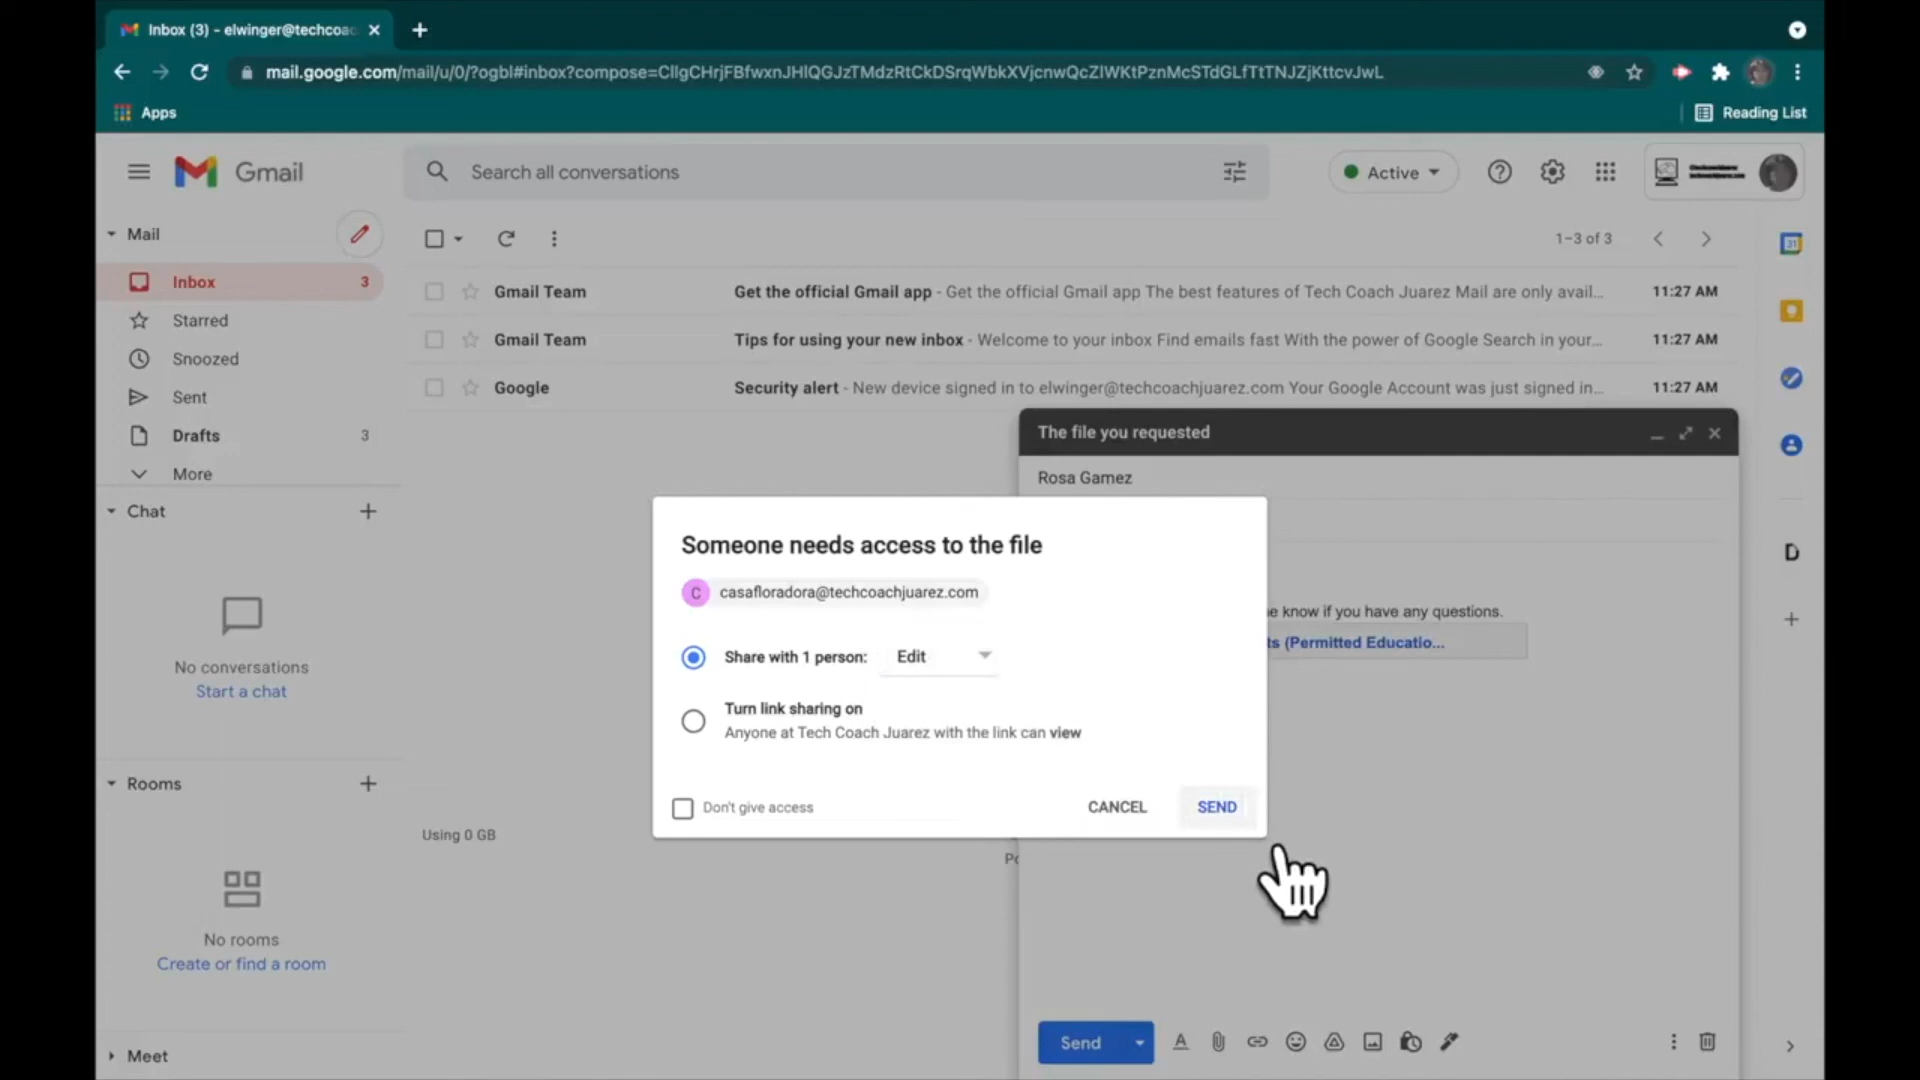 Inbox (3) - elwinger@techcoac
mail.google.com/mail/u/0/?ogbl#inbox?compose=CllgCHrjFBfwxnJHlQGJzTMdzRtCkDSrqWbkXVjcnwQcZlWKtPznMcSTdGLfTtTNJZjKttcvJwL
Apps
Reading List
Gmail
Search all conversations
Active
Mail
1–3 of 3
Inbox 3
Gmail Team Get the official Gmail app - Get the official Gmail app The best features of Tech Coach Juarez Mail are only avail... 11:27 AM
Starred
Gmail Team Tips for using your new inbox - Welcome to your inbox Find emails fast With the power of Google Search in your... 11:27 AM
Snoozed
Google Security alert - New device signed in to elwinger@techcoachjuarez.com Your Google Account was just signed in... 11:27 AM
Sent
Drafts 3
More
The file you requested
Rosa Gamez
Chat
Someone needs access to the file
C casafloradora@techcoachjuarez.com
e know if you have any questions.
ts (Permitted Educatio...
Share with 1 person: Edit
No conversations
Start a chat
Turn link sharing on
Anyone at Tech Coach Juarez with the link can view
Don't give access
CANCEL
SEND
Rooms
Using 0 GB
Po
No rooms
Create or find a room
Meet
Send
31
D